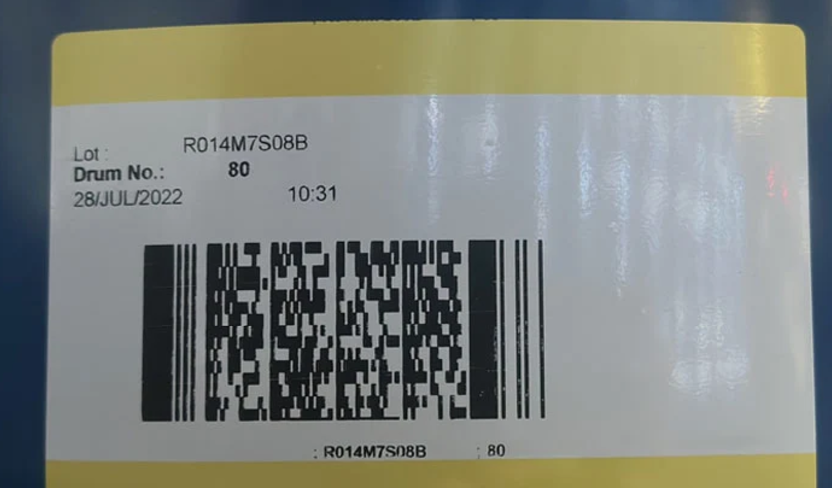 Lot : R014M7S08B
Drum No.: 80
28/JUL/2022 10:31
: R014M7S08B : 80